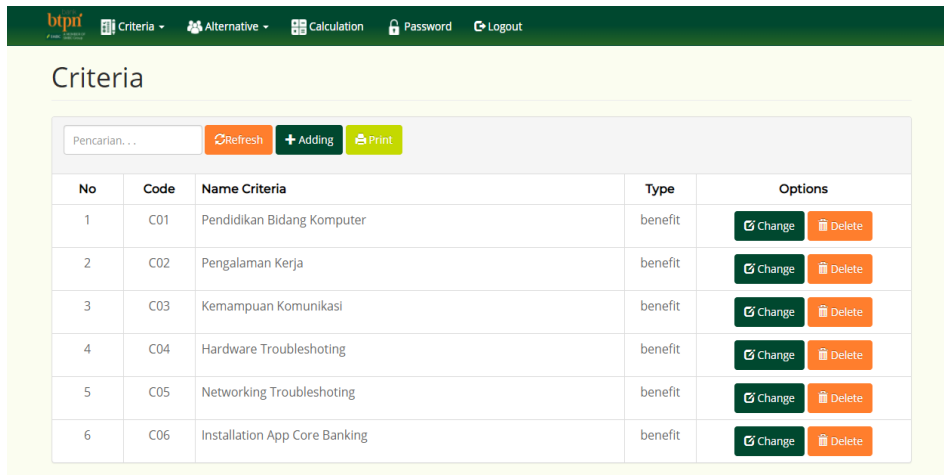 btpn
Criteria
Alternative
Calculation
Password
Logout
Criteria
Pencarian. . .
Refresh
Adding
Print
No Code Name Criteria Type Options
1 C01 Pendidikan Bidang Komputer benefit Change Delete
2 C02 Pengalaman Kerja benefit Change Delete
3 C03 Kemampuan Komunikasi benefit Change Delete
4 C04 Hardware Troubleshoting benefit Change Delete
5 C05 Networking Troubleshoting benefit Change Delete
6 C06 Installation App Core Banking benefit Change Delete